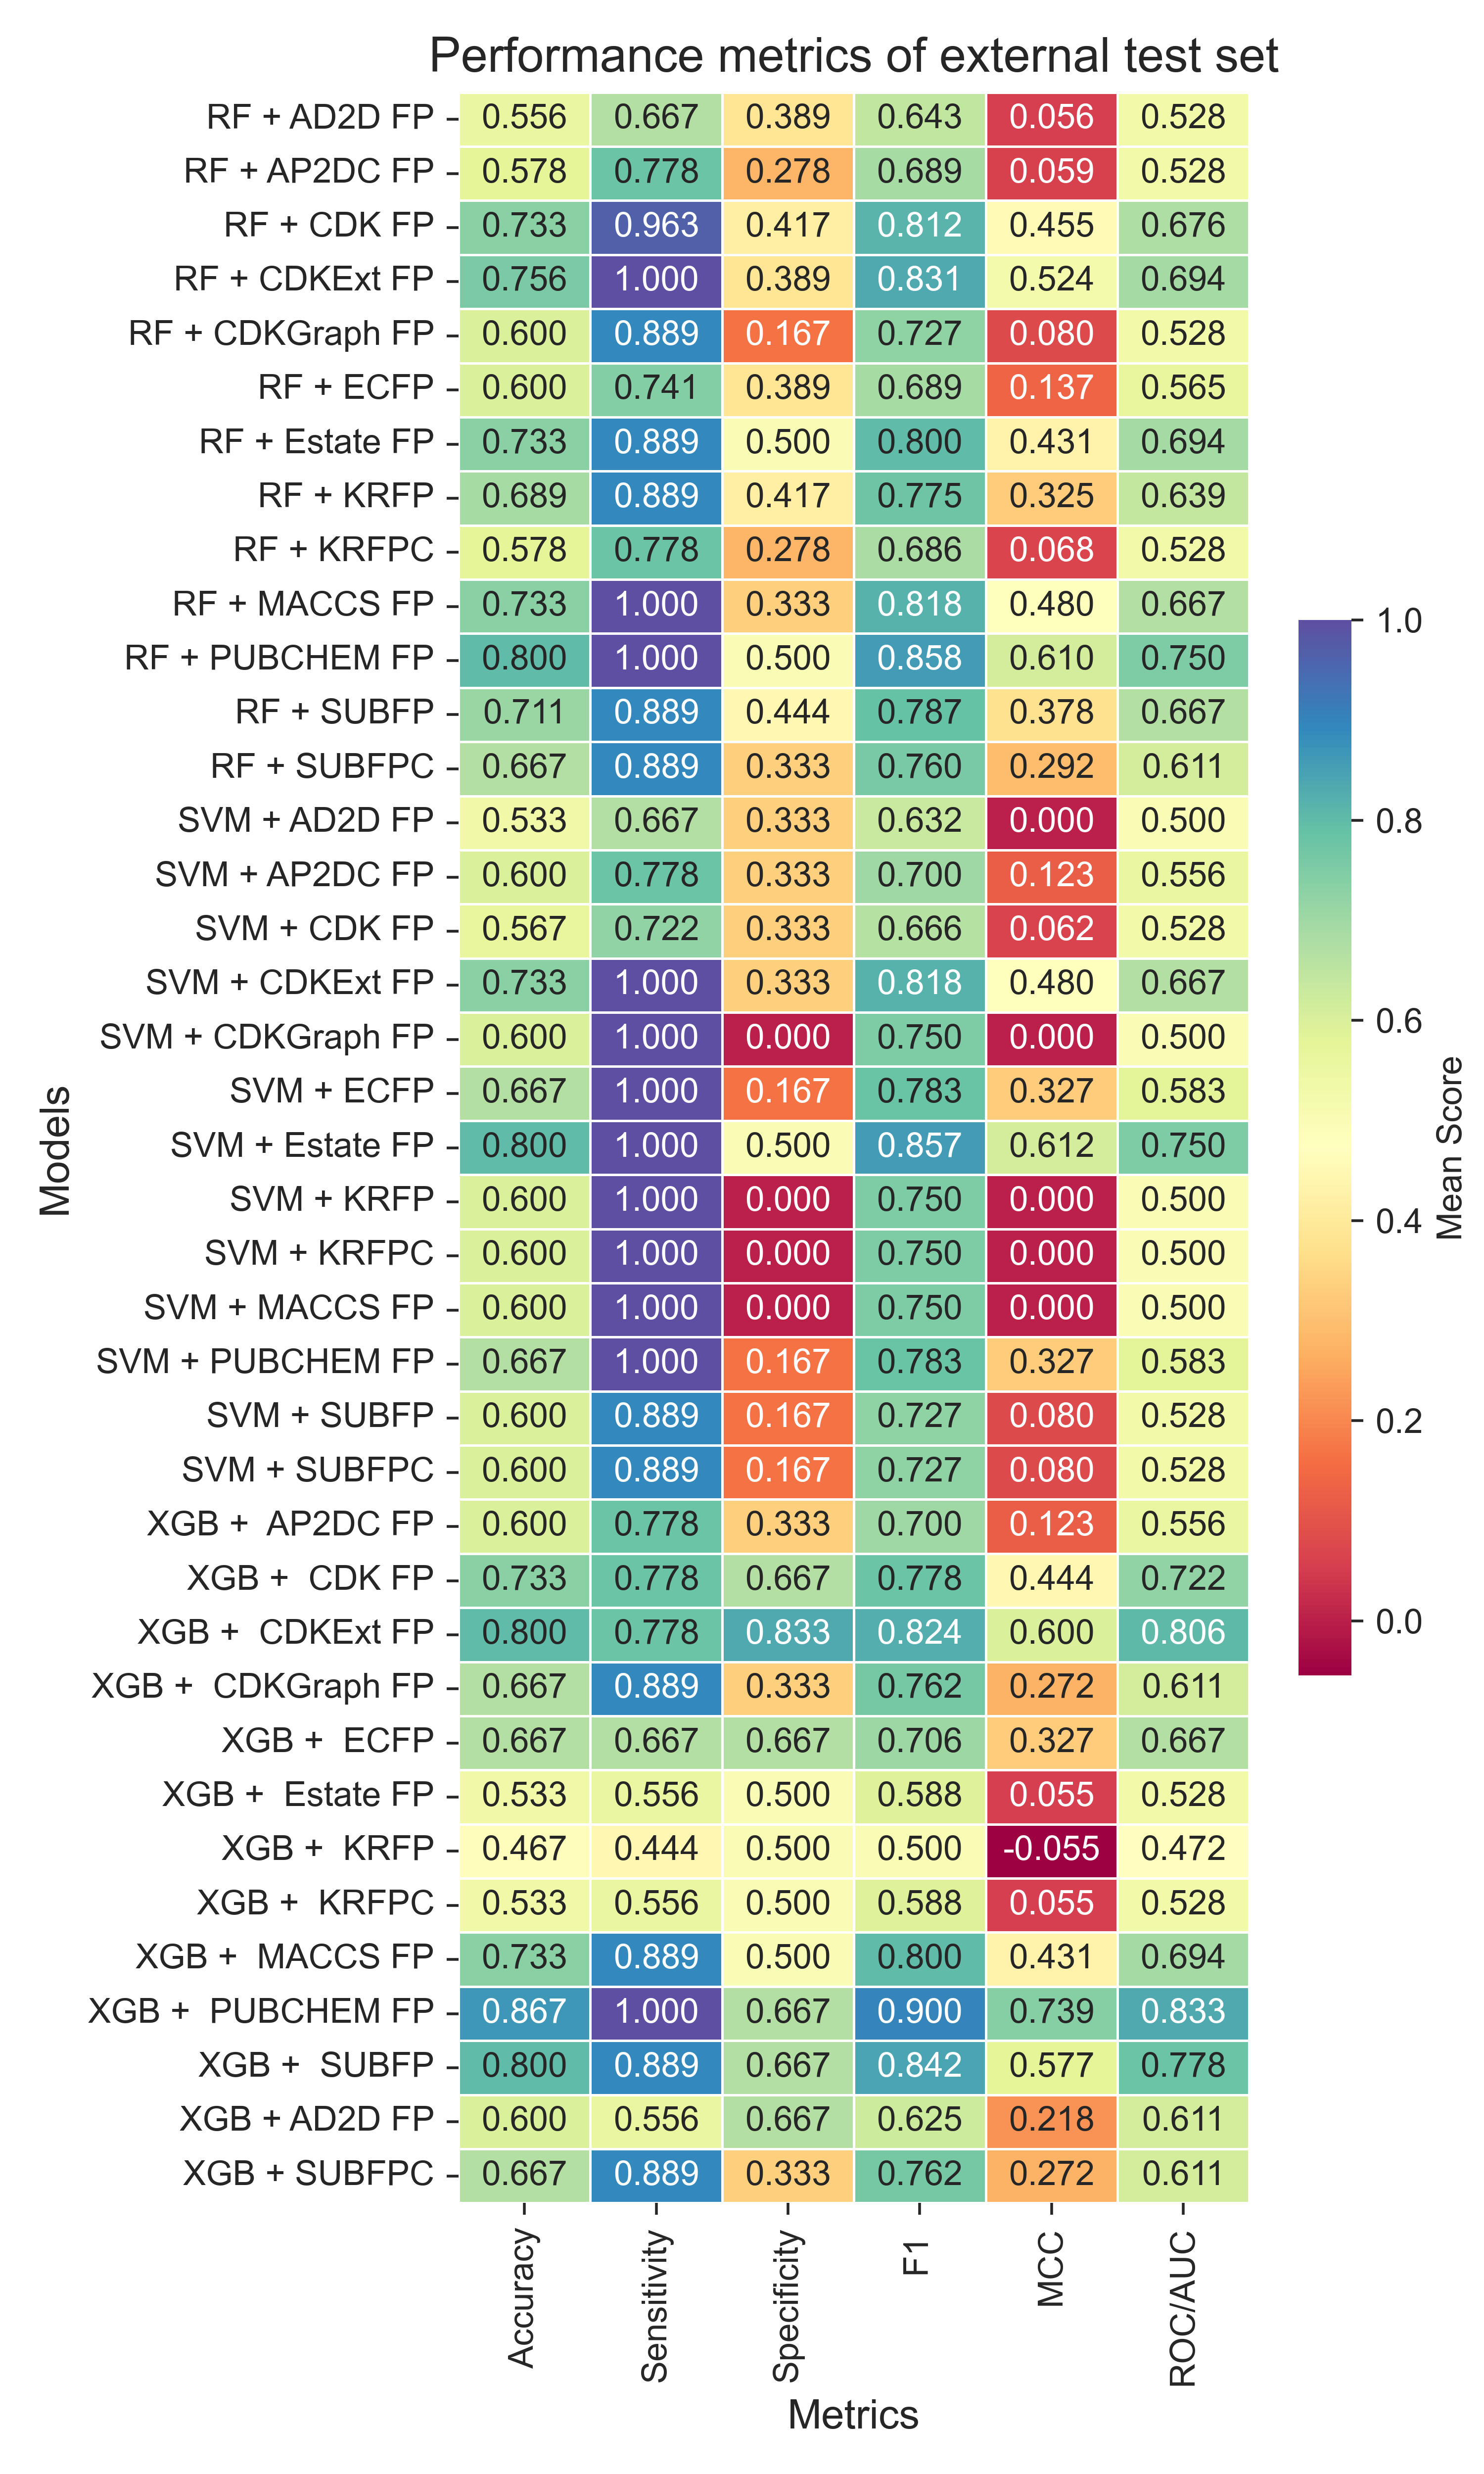 Performance metrics of external test set
RF + AD2D FP 0.556 0.667 0.389 0.643 0.056 0.528
RF + AP2DC FP 0.578 0.778 0.278 0.689 0.059 0.528
RF + CDK FP 0.733 0.963 0.417 0.812 0.455 0.676
RF + CDKExt FP 0.756 1.000 0.389 0.831 0.524 0.694
RF + CDKGraph FP 0.600 0.889 0.167 0.727 0.080 0.528
RF + ECFP 0.600 0.741 0.389 0.689 0.137 0.565
RF + Estate FP 0.733 0.889 0.500 0.800 0.431 0.694
RF + KRFP 0.689 0.889 0.417 0.775 0.325 0.639
RF + KRFPC 0.578 0.778 0.278 0.686 0.068 0.528
RF + MACCS FP 0.733 1.000 0.333 0.818 0.480 0.667
RF + PUBCHEM FP 0.800 1.000 0.500 0.858 0.610 0.750
RF + SUBFP 0.711 0.889 0.444 0.787 0.378 0.667
RF + SUBFPC 0.667 0.889 0.333 0.760 0.292 0.611
SVM + AD2D FP 0.533 0.667 0.333 0.632 0.000 0.500
SVM + AP2DC FP 0.600 0.778 0.333 0.700 0.123 0.556
SVM + CDK FP 0.567 0.722 0.333 0.666 0.062 0.528
SVM + CDKExt FP 0.733 1.000 0.333 0.818 0.480 0.667
SVM + CDKGraph FP 0.600 1.000 0.000 0.750 0.000 0.500
SVM + ECFP 0.667 1.000 0.167 0.783 0.327 0.583
SVM + Estate FP 0.800 1.000 0.500 0.857 0.612 0.750
SVM + KRFP 0.600 1.000 0.000 0.750 0.000 0.500
SVM + KRFPC 0.600 1.000 0.000 0.750 0.000 0.500
SVM + MACCS FP 0.600 1.000 0.000 0.750 0.000 0.500
SVM + PUBCHEM FP 0.667 1.000 0.167 0.783 0.327 0.583
SVM + SUBFP 0.600 0.889 0.167 0.727 0.080 0.528
SVM + SUBFPC 0.600 0.889 0.167 0.727 0.080 0.528
XGB +  AP2DC FP 0.600 0.778 0.333 0.700 0.123 0.556
XGB +  CDK FP 0.733 0.778 0.667 0.778 0.444 0.722
XGB +  CDKExt FP 0.800 0.778 0.833 0.824 0.600 0.806
XGB +  CDKGraph FP 0.667 0.889 0.333 0.762 0.272 0.611
XGB +  ECFP 0.667 0.667 0.667 0.706 0.327 0.667
XGB +  Estate FP 0.533 0.556 0.500 0.588 0.055 0.528
XGB +  KRFP 0.467 0.444 0.500 0.500 -0.055 0.472
XGB +  KRFPC 0.533 0.556 0.500 0.588 0.055 0.528
XGB +  MACCS FP 0.733 0.889 0.500 0.800 0.431 0.694
XGB +  PUBCHEM FP 0.867 1.000 0.667 0.900 0.739 0.833
XGB +  SUBFP 0.800 0.889 0.667 0.842 0.577 0.778
XGB + AD2D FP 0.600 0.556 0.667 0.625 0.218 0.611
XGB + SUBFPC 0.667 0.889 0.333 0.762 0.272 0.611
Accuracy Sensitivity Specificity F1 MCC ROC/AUC
Metrics
Models
1.0
0.8
0.6
0.4
0.2
0.0
Mean Score